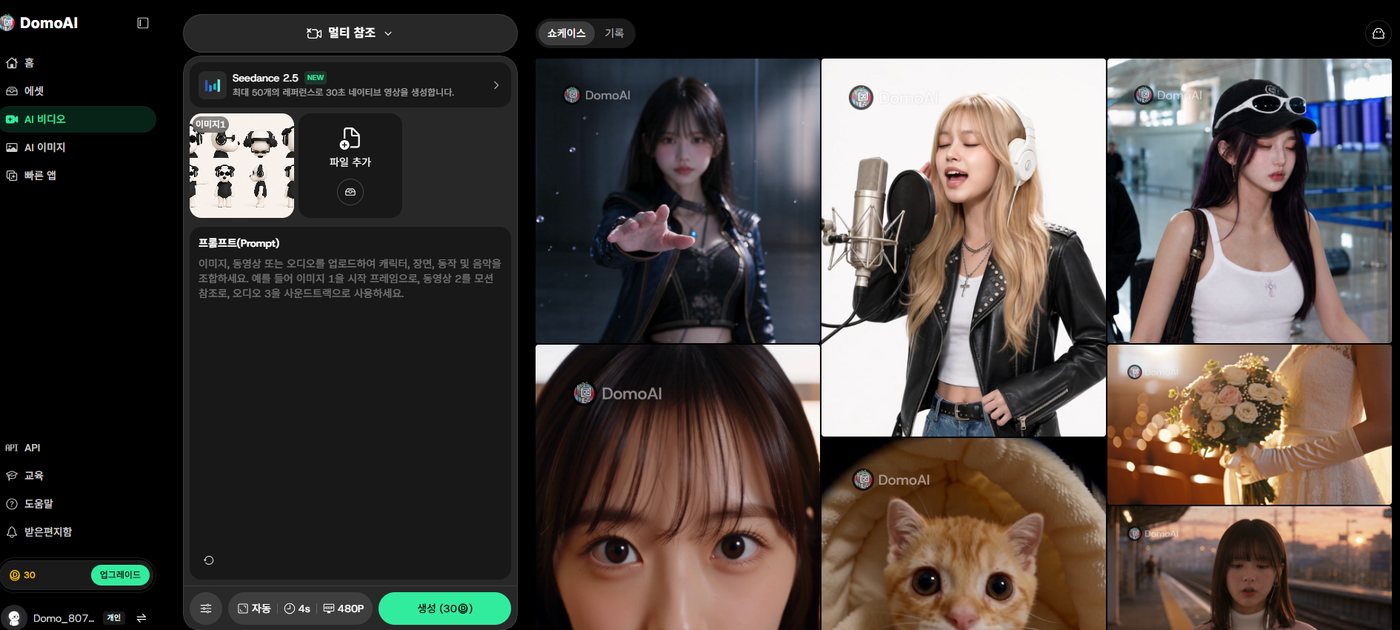 DomoAI
홈
에셋
AI 비디오
AI 이미지
빠른 앱
API API
교육
도움말
받은편지함
30
업그레이드
Domo_807...
개인
멀티 참조
Seedance 2.5 NEW
최대 50개의 레퍼런스로 30초 네이티브 영상을 생성합니다.
이미지1
파일 추가
프롬프트(Prompt)
이미지, 동영상 또는 오디오를 업로드하여 캐릭터, 장면, 동작 및 음악을
조합하세요. 예를 들어 이미지 1을 시작 프레임으로, 동영상 2를 모션
참조로, 오디오 3을 사운드트랙으로 사용하세요.
자동
4s
480P
생성 (30)
쇼케이스
기록
DomoAI
DomoAI
DomoAI
DomoAI
DomoAI
DomoAI
DomoAI